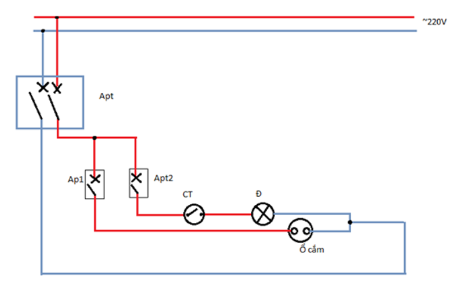 ~220V
Apt
Ap1
Apt2
CT
Đ
Ổ cắm